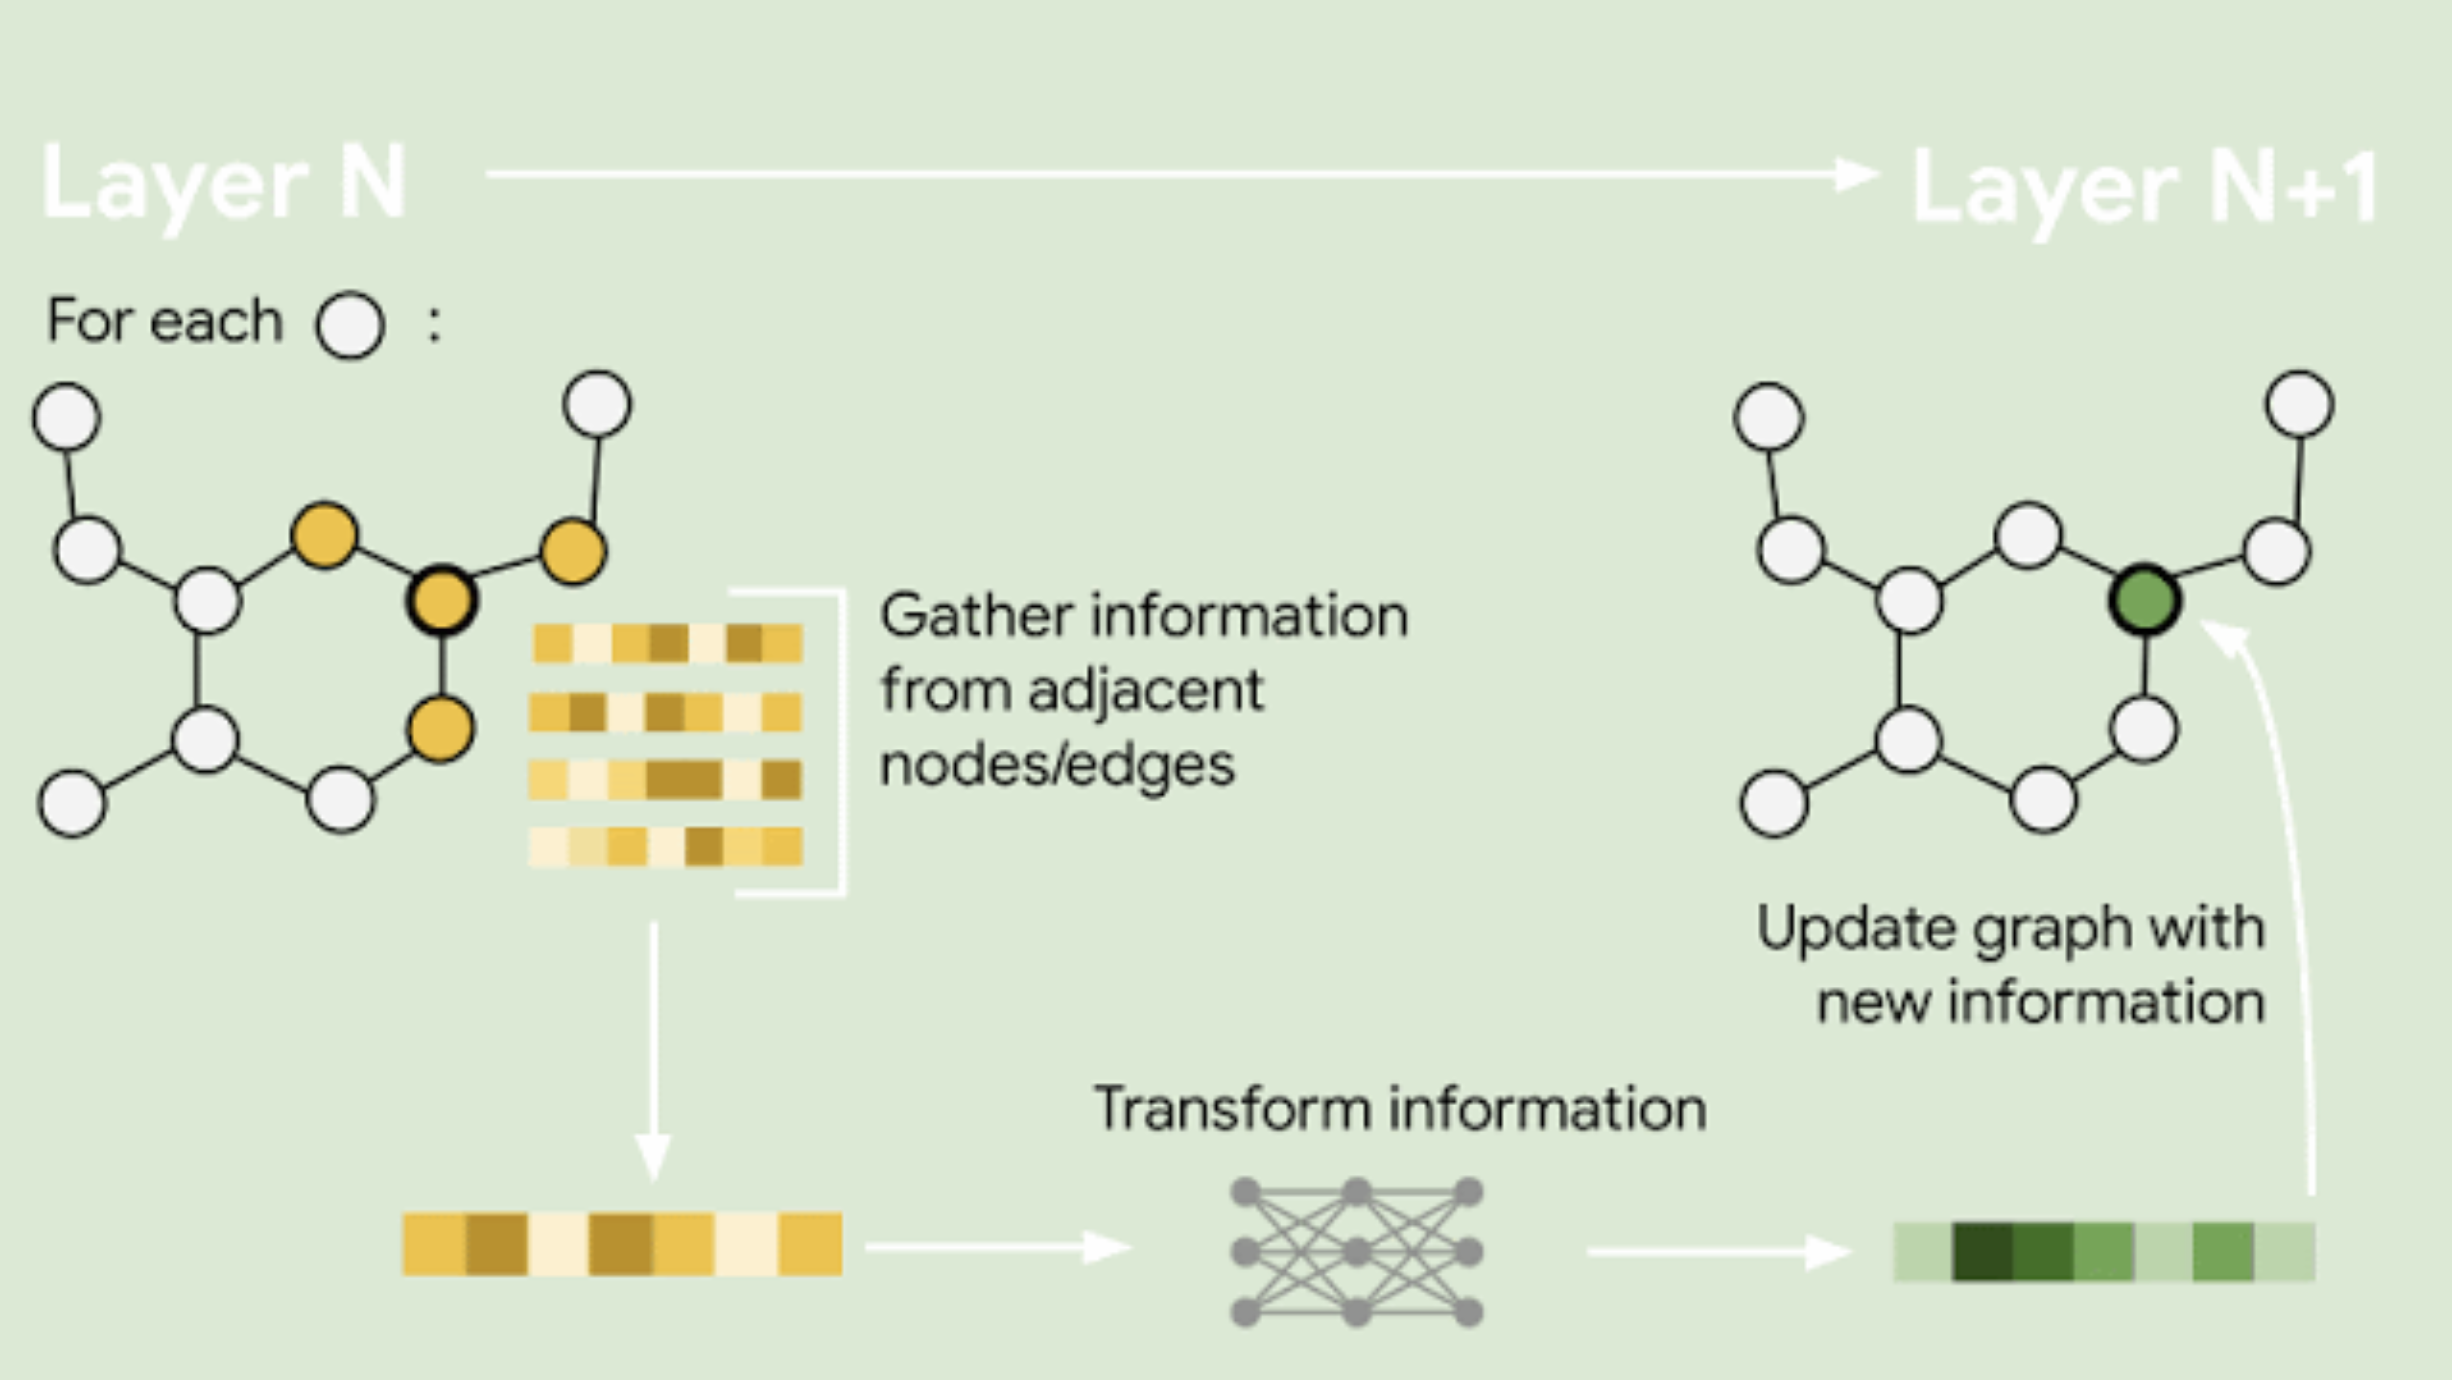 Layer N
Layer N+1
For each :
Gather information
from adjacent
nodes/edges
Update graph with
new information
Transform information